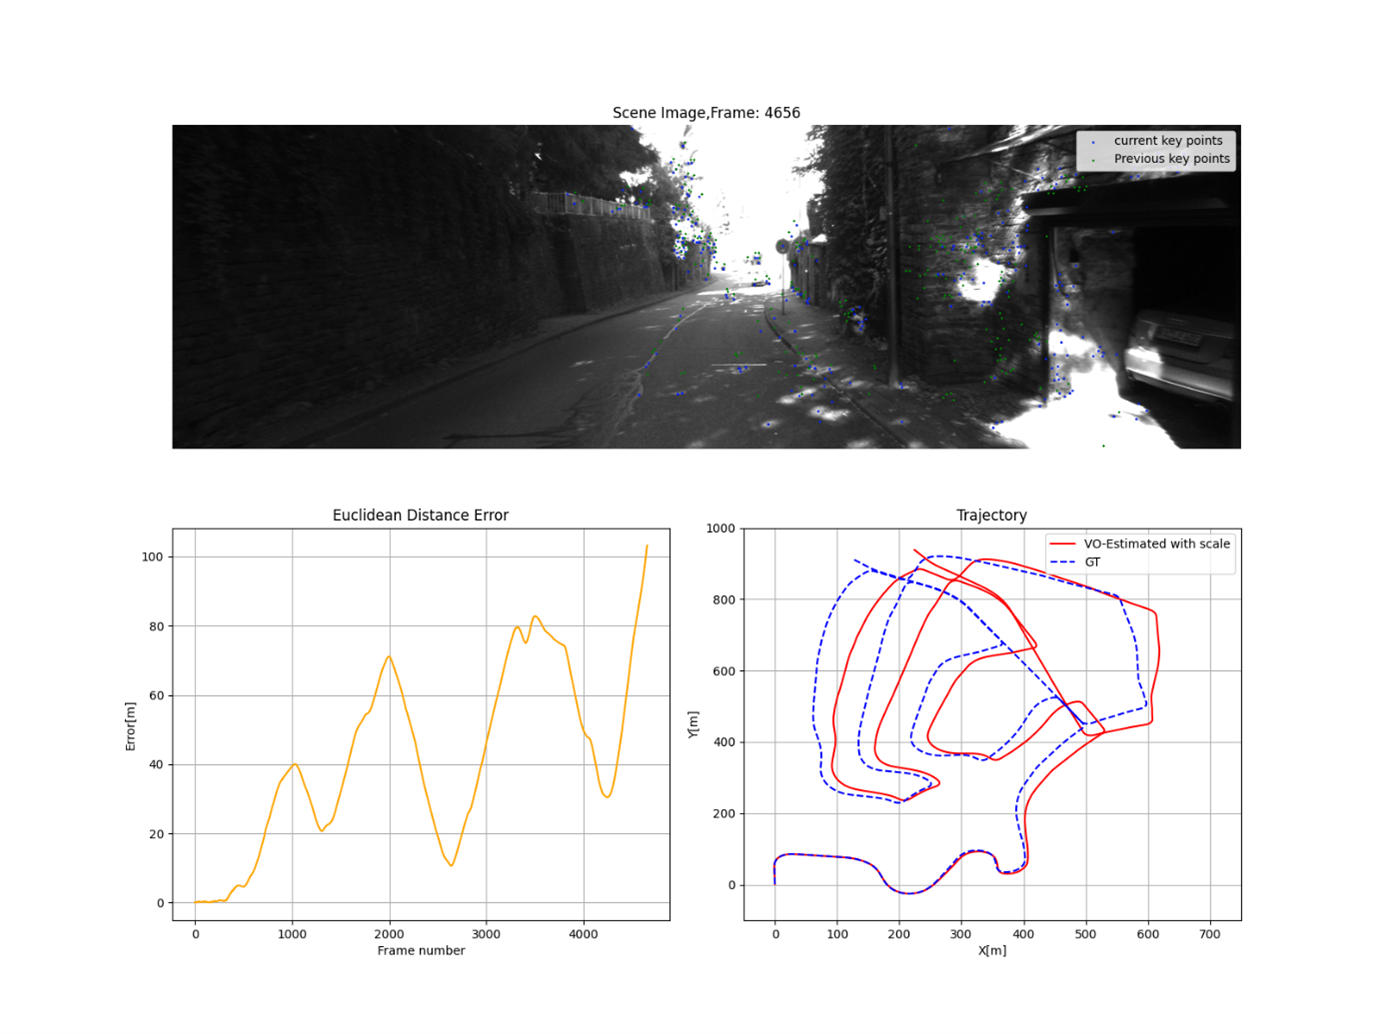 Scene Image,Frame: 4656
current key points
Previous key points
Euclidean Distance Error
Error[m]
100
80
60
40
20
0
0 1000 2000 3000 4000
Frame number
Trajectory
VO-Estimated with scale
GT
Y[m]
1000
800
600
400
200
0
0 100 200 300 400 500 600 700
X[m]